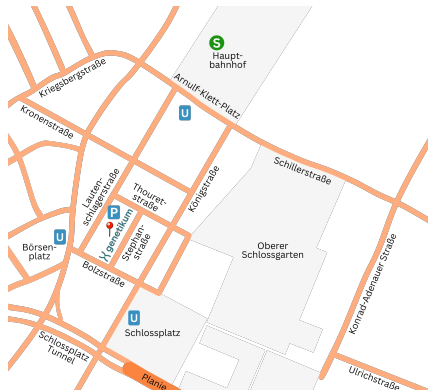 S
Haupt-
bahnhof
Kriegsbergstraße
Arnulf-Klett-Platz
U
Kronenstraße
Schillerstraße
Lauten-
schlagerstraße
Thouret-
straße
Königstraße
P
genetikum
Stephan-
straße
U
Börsen-
platz
Oberer
Schlossgarten
Konrad-Adenauer Straße
Bolzstraße
U
Schlossplatz
Schlossplatz
Tunnel
Planie
Ulrichstraße